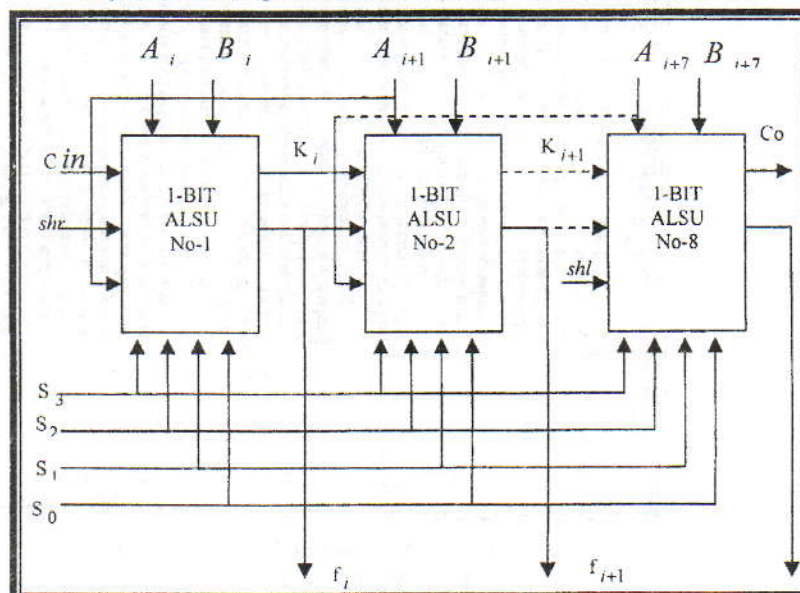 A i B i A i+1 B i+1 A i+7 B i+7
C in K i K i+1 Co
1-BIT
ALSU
No-1
1-BIT
ALSU
No-2
1-BIT
ALSU
No-8
shr
shl
S 3
S 2
S 1
S 0
f i f i+1